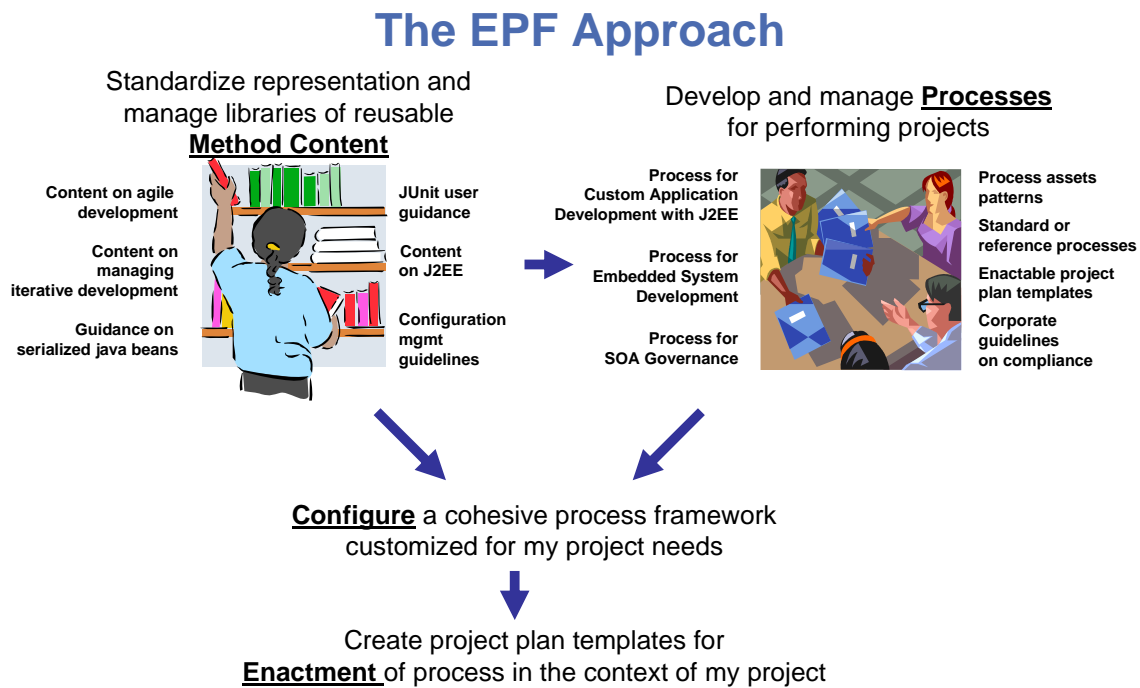 The EPF Approach
Standardize representation and
manage libraries of reusable
Method Content
Content on agile
development
Content on
managing
iterative development
Guidance on
serialized java beans
JUnit user
guidance
Content
on J2EE
Configuration
mgmt
guidelines
Develop and manage Processes
for performing projects
Process for
Custom Application
Development with J2EE
Process for
Embedded System
Development
Process for
SOA Governance
Process assets
patterns
Standard or
reference processes
Enactable project
plan templates
Corporate
guidelines
on compliance
Configure a cohesive process framework
customized for my project needs
Create project plan templates for
Enactment of process in the context of my project